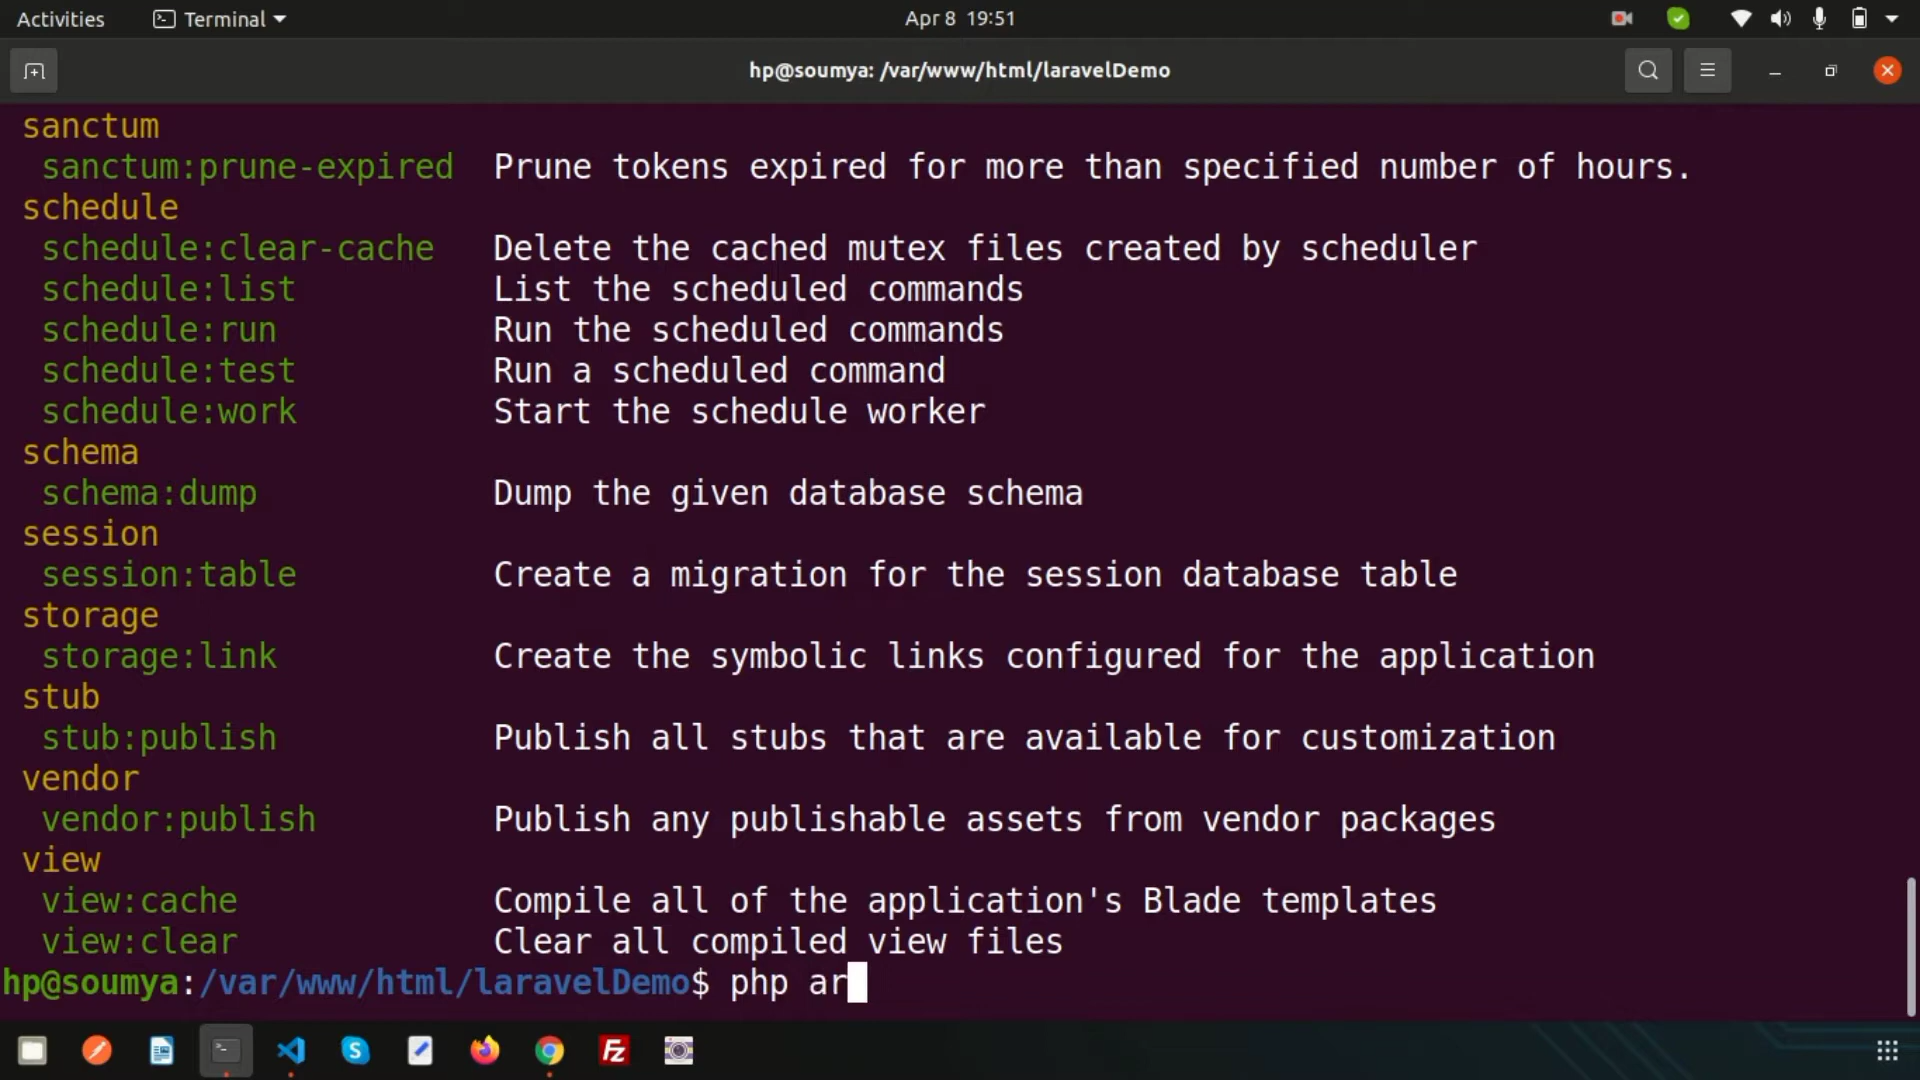 Activities Terminal Apr 8 19:51
hp@soumya: /var/www/html/laravelDemo
sanctum
sanctum:prune-expired Prune tokens expired for more than specified number of hours.
schedule
schedule:clear-cache Delete the cached mutex files created by scheduler
schedule:list List the scheduled commands
schedule:run Run the scheduled commands
schedule:test Run a scheduled command
schedule:work Start the schedule worker
schema
schema:dump Dump the given database schema
session
session:table Create a migration for the session database table
storage
storage:link Create the symbolic links configured for the application
stub
stub:publish Publish all stubs that are available for customization
vendor
vendor:publish Publish any publishable assets from vendor packages
view
view:cache Compile all of the application's Blade templates
view:clear Clear all compiled view files
hp@soumya:/var/www/html/laravelDemo$ php ar